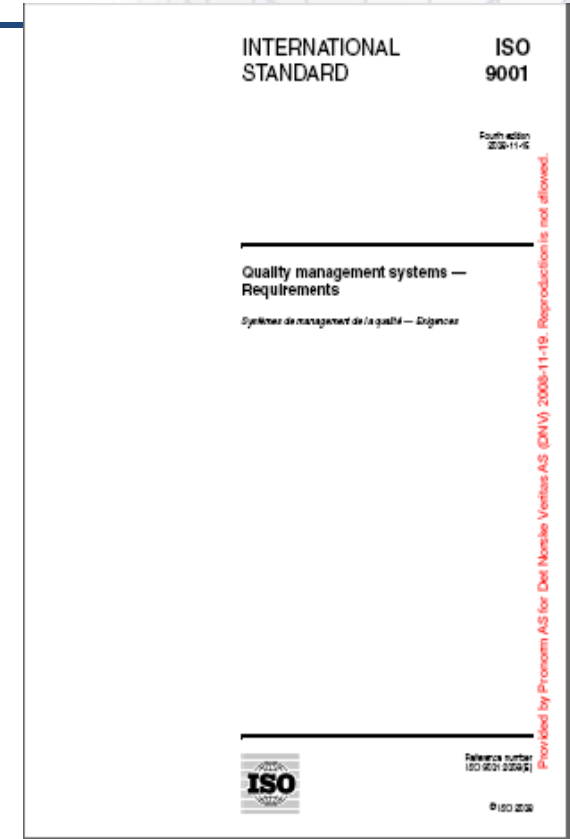 INTERNATIONAL
STANDARD
ISO
9001
Fourth edition
2008-11-15
Quality management systems —
Requirements
Systèmes de management de la qualité — Exigences
Provided by Pronorm AS for Det Norske Veritas AS (DNV) 2008-11-19. Reproduction is not allowed.
ISO
Reference number
ISO 9001:2008(E)
© ISO 2008